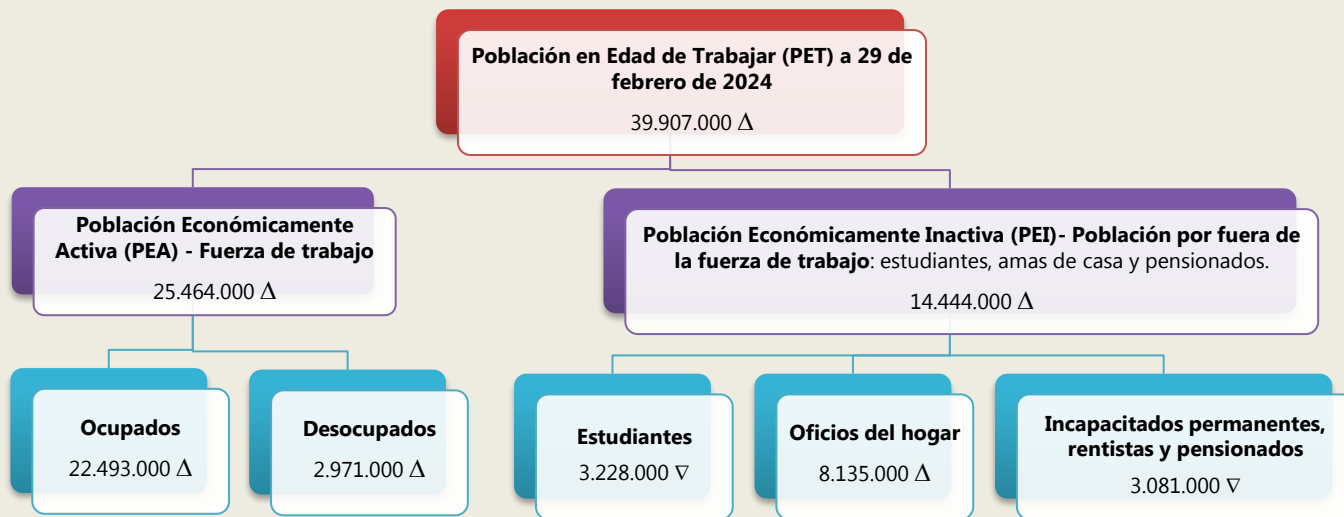 Población en Edad de Trabajar (PET) a 29 de
febrero de 2024
39.907.000 Δ
Población Económicamente
Activa (PEA) - Fuerza de trabajo
25.464.000 Δ
Población Económicamente Inactiva (PEI)- Población por fuera de
la fuerza de trabajo: estudiantes, amas de casa y pensionados.
14.444.000 Δ
Ocupados
22.493.000 Δ
Desocupados
2.971.000 Δ
Estudiantes
3.228.000 ∇
Oficios del hogar
8.135.000 Δ
Incapacitados permanentes,
rentistas y pensionados
3.081.000 ∇